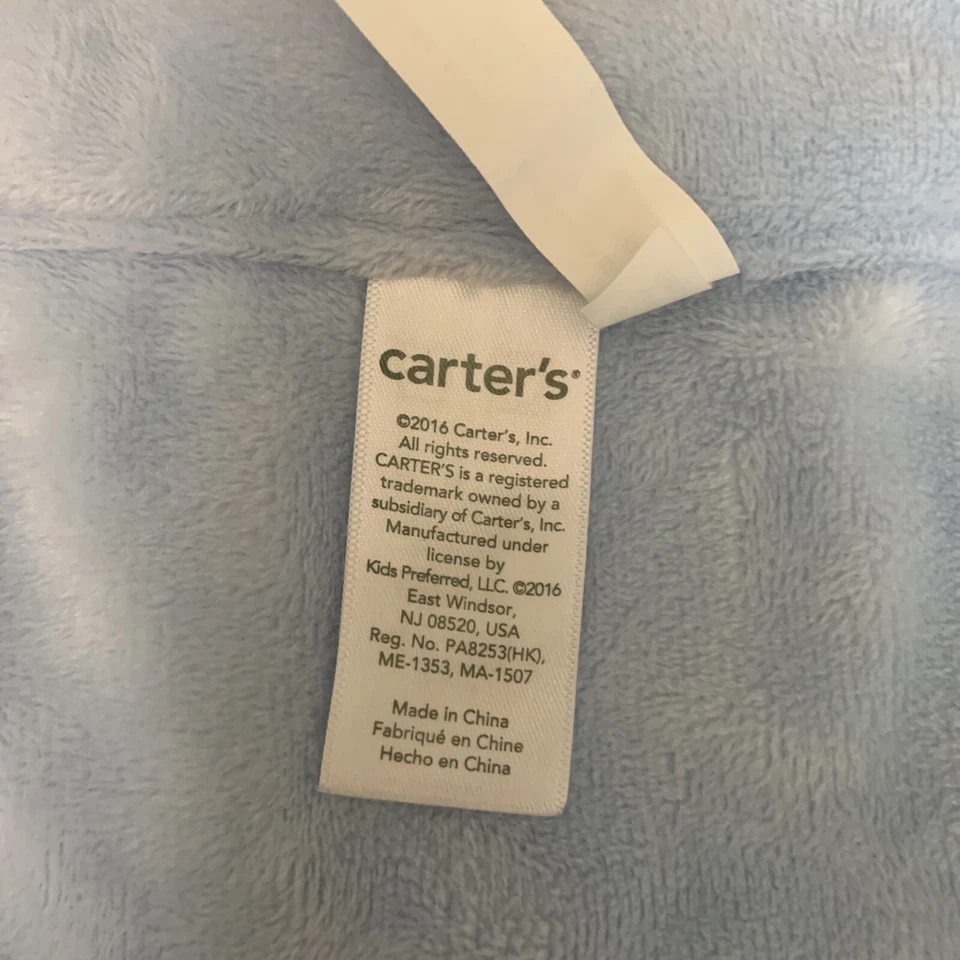 carter's®
©2016 Carter's, Inc.
All rights reserved.
CARTER'S is a registered
trademark owned by a
subsidiary of Carter's, Inc.
Manufactured under
license by
Kids Preferred, LLC. ©2016
East Windsor,
NJ 08520, USA
Reg. No. PA8253(HK),
ME-1353, MA-1507
Made in China
Fabriqué en Chine
Hecho en China